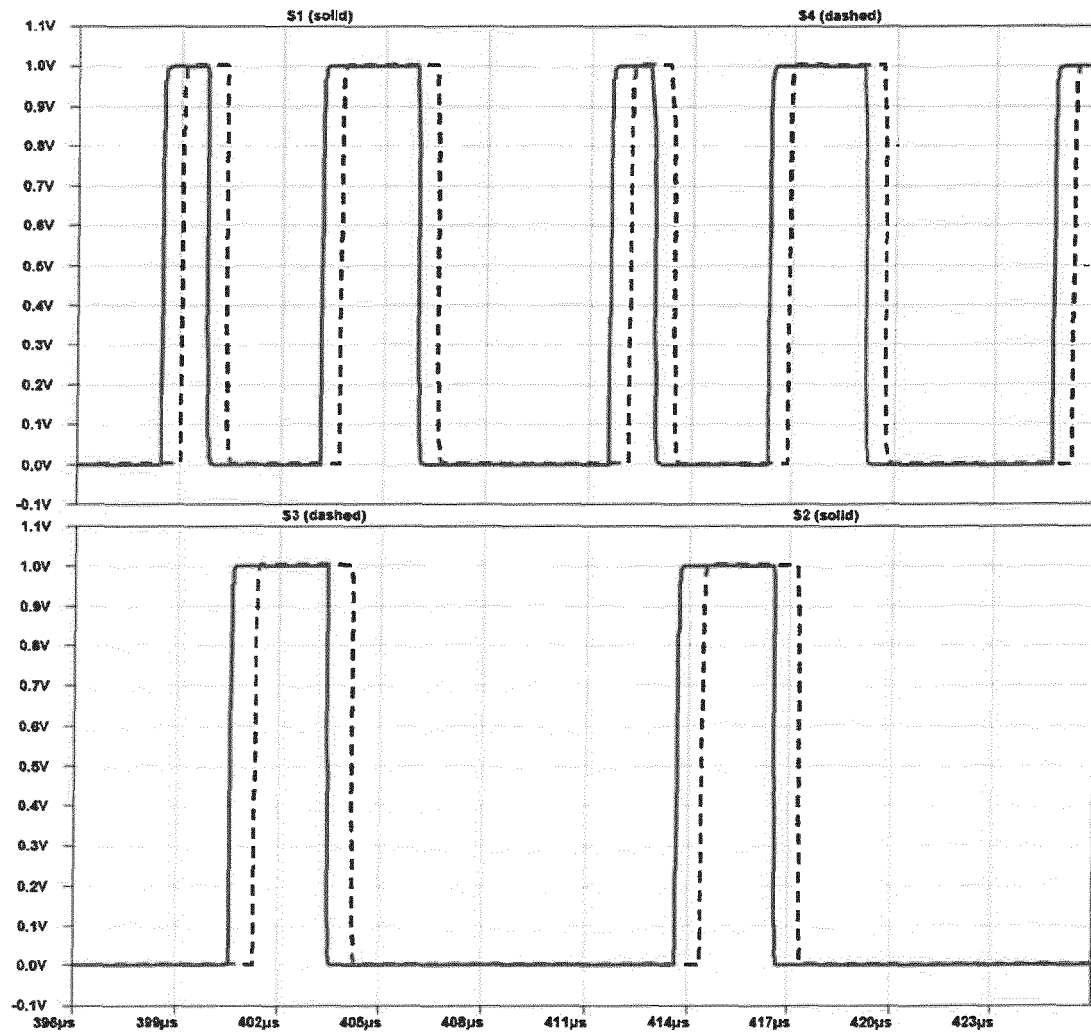 S1 (solid) S4 (dashed)
1.1V
1.0V
0.9V
0.8V
0.7V
0.6V
0.5V
0.4V
0.3V
0.2V
0.1V
0.0V
-0.1V
S3 (dashed) S2 (solid)
1.1V
1.0V
0.9V
0.8V
0.7V
0.6V
0.5V
0.4V
0.3V
0.2V
0.1V
0.0V
-0.1V
396µs 399µs 402µs 405µs 408µs 411µs 414µs 417µs 420µs 423µs